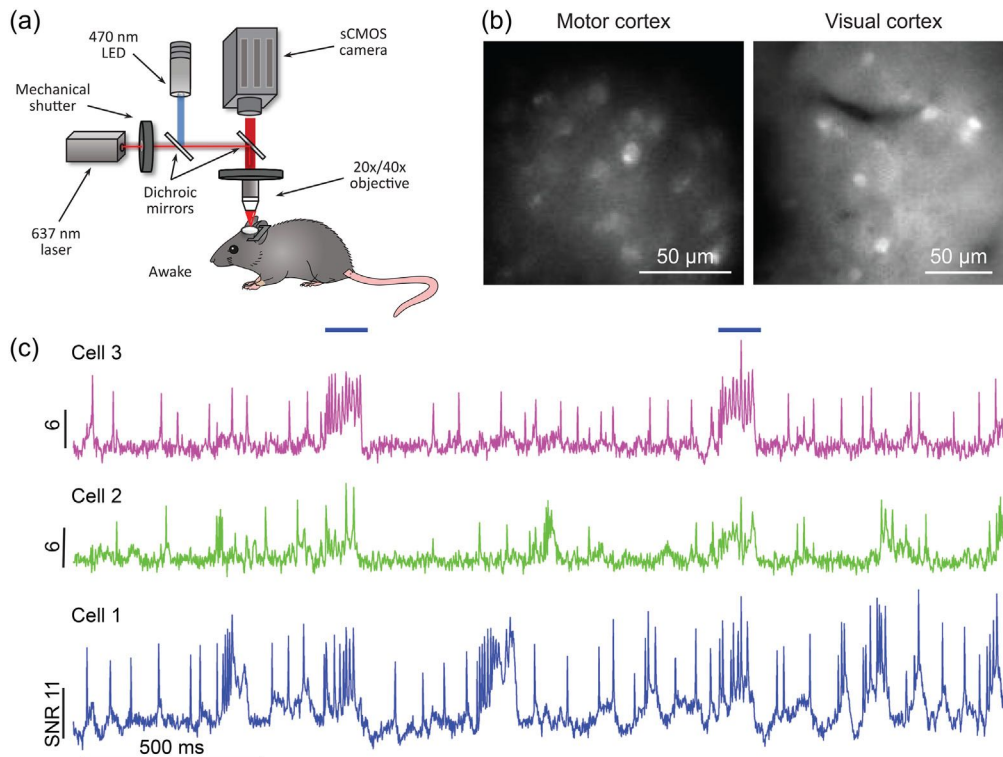 (a)
470 nm
LED
sCMOS
camera
Mechanical
shutter
Dichroic
mirrors
20x/40x
objective
637 nm
laser
Awake
(b)
Motor cortex
Visual cortex
50 µm
50 µm
(c)
Cell 3
6
Cell 2
6
Cell 1
SNR 11
500 ms